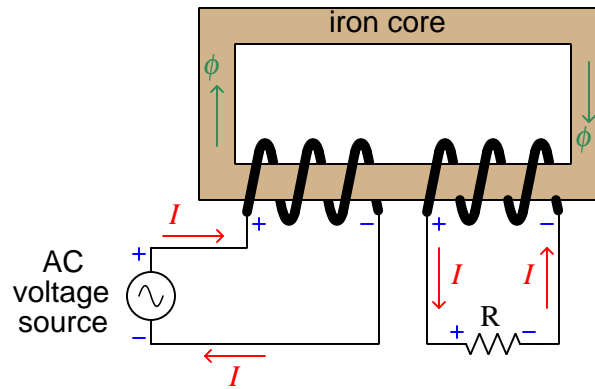 iron core
ϕ
ϕ
I
+ − + −
+
AC
voltage
source
−
I
I
I
R
+ −